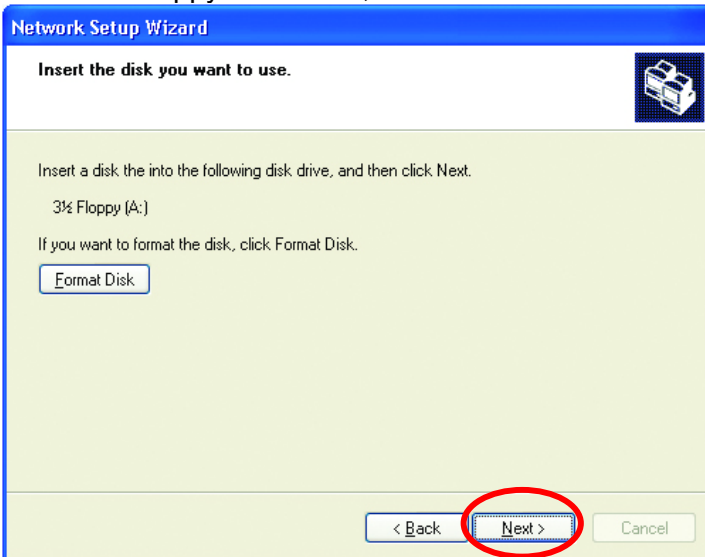 Network Setup Wizard
Insert the disk you want to use.
Insert a disk the into the following disk drive, and then click Next.
3½ Floppy (A:)
If you want to format the disk, click Format Disk.
Format Disk
< Back
Next >
Cancel